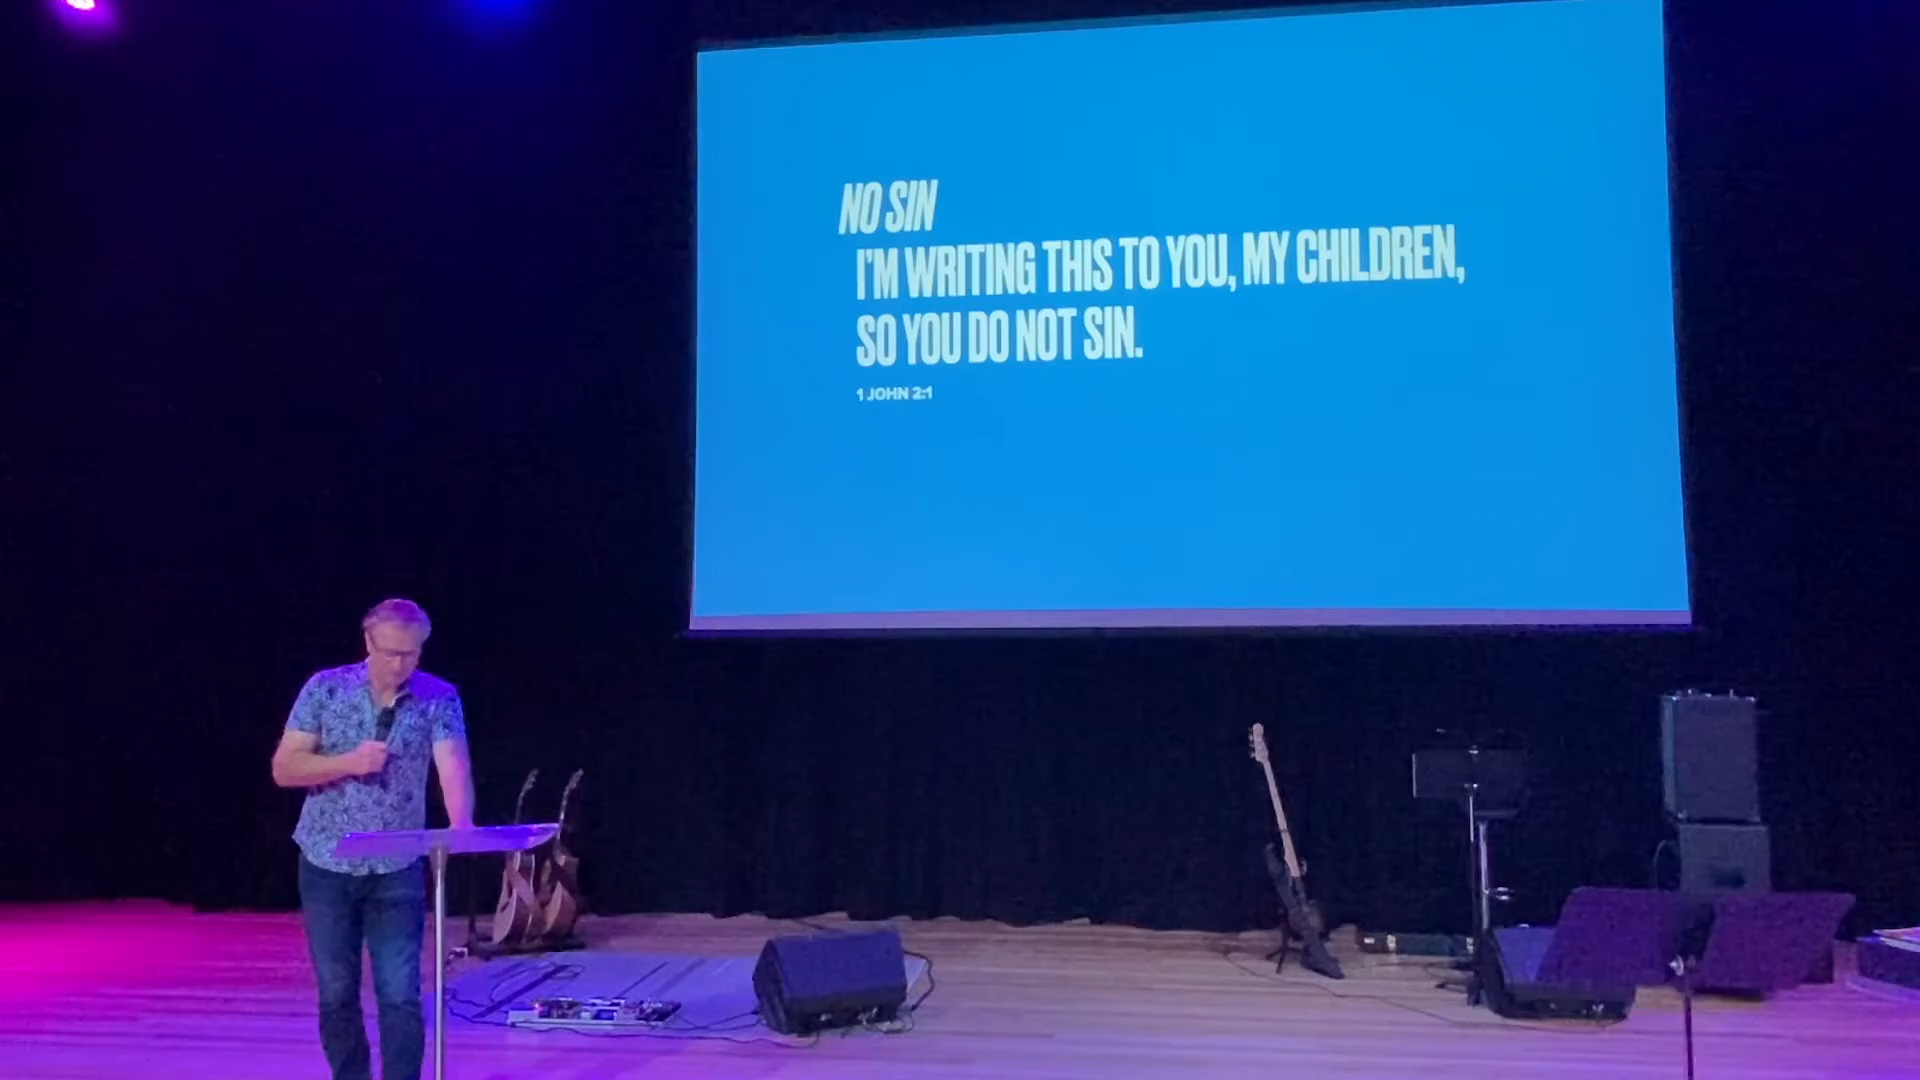 NO SIN
I'M WRITING THIS TO YOU, MY CHILDREN,
SO YOU DO NOT SIN.
1 JOHN 2:1